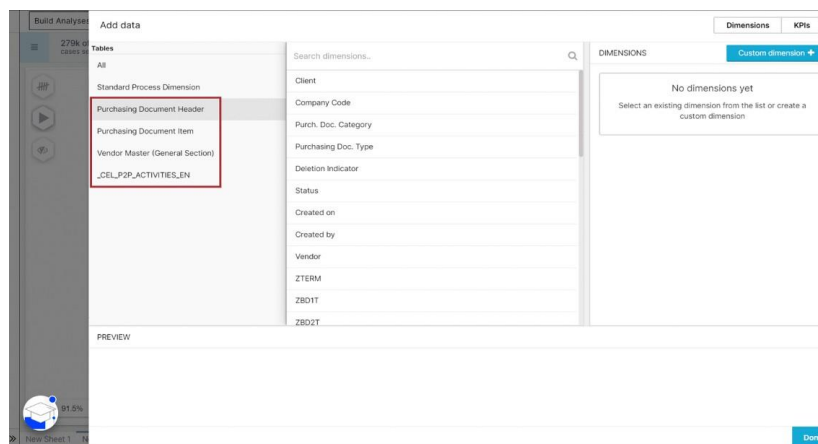 Build Analyses
279k
Add data
Dimensions
KPIs
Tables
All
Standard Process Dimension
Purchasing Document Header
Purchasing Document Item
Vendor Master (General Section)
_CEL_P2P_ACTIVITIES_EN
Search dimensions..
Client
Company Code
Purch. Doc. Category
Purchasing Doc. Type
Deletion Indicator
Status
Created on
Created by
Vendor
ZTERM
ZBD1T
ZBD2T
DIMENSIONS
Custom dimension +
No dimensions yet
Select an existing dimension from the list or create a
custom dimension
PREVIEW
91.5%
New Sheet 1
Don